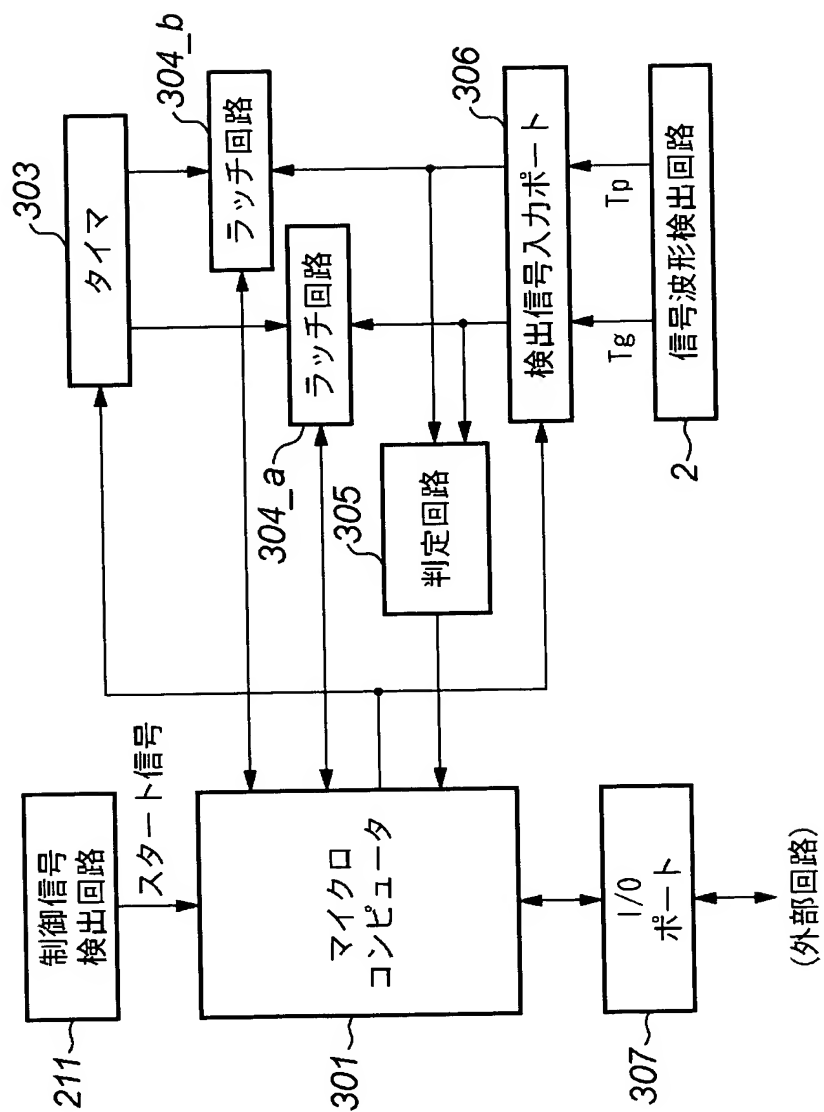 211
制御信号
検出回路
スタート信号
301
マイクロ
コンピュータ
307
I/O
ポート
(外部回路)
303
タイマ
304_b
ラッチ回路
304_a
ラッチ回路
305
判定回路
306
検出信号入力ポート
Tg
Tp
2
信号波形検出回路